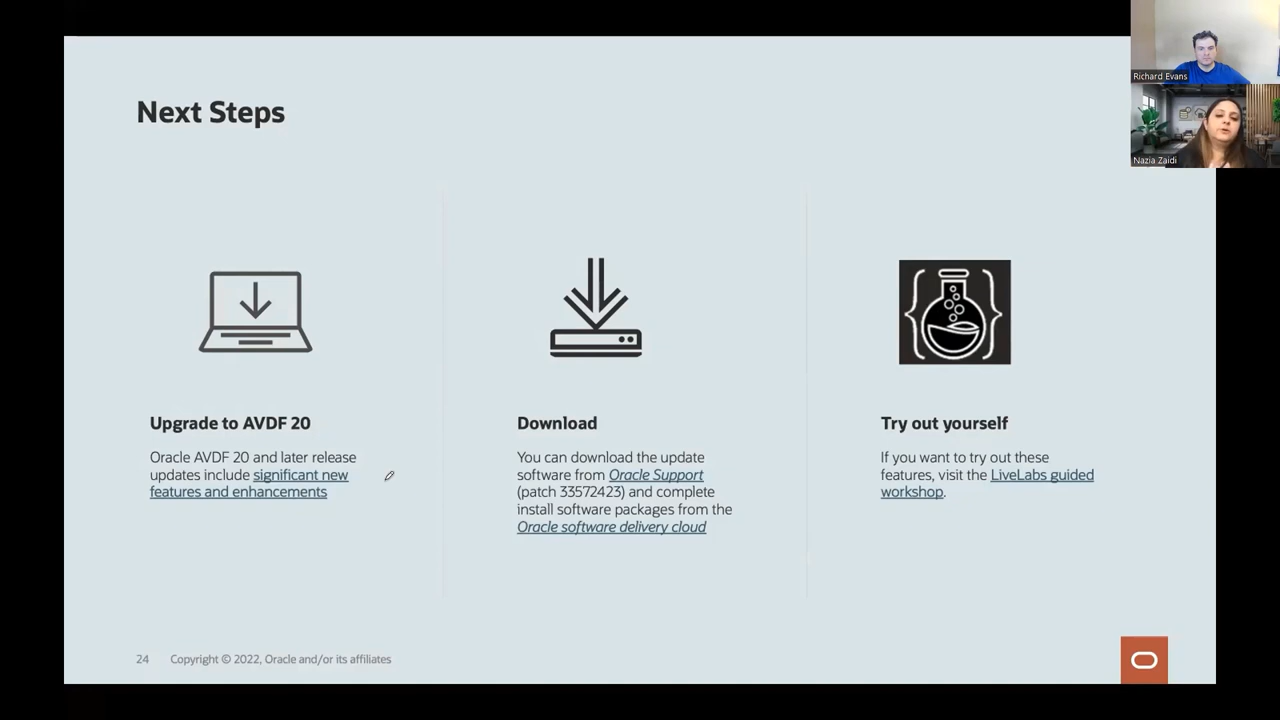 Richard Evans
Nazia Zaidi
Next Steps
Upgrade to AVDF 20
Oracle AVDF 20 and later release
updates include significant new
features and enhancements
Download
You can download the update
software from Oracle Support
(patch 33572423) and complete
install software packages from the
Oracle software delivery cloud
Try out yourself
If you want to try out these
features, visit the LiveLabs guided
workshop.
24 Copyright © 2022, Oracle and/or its affiliates